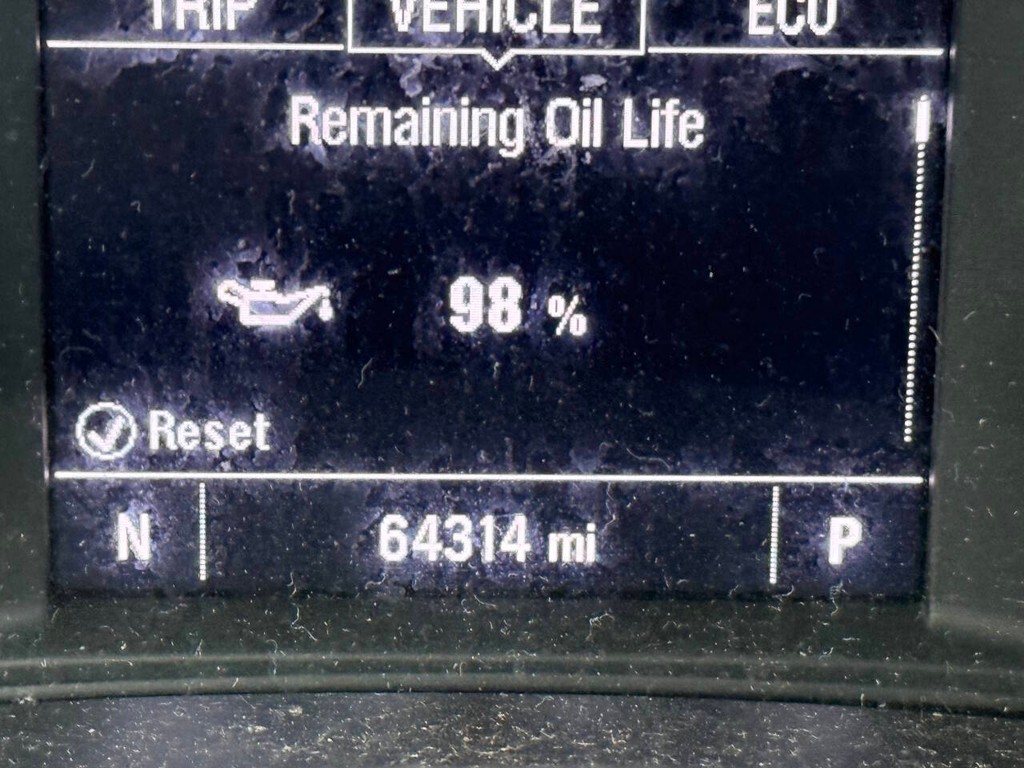 TRIP VEHICLE ECO
Remaining Oil Life
98 %
Reset
N 64314 mi P